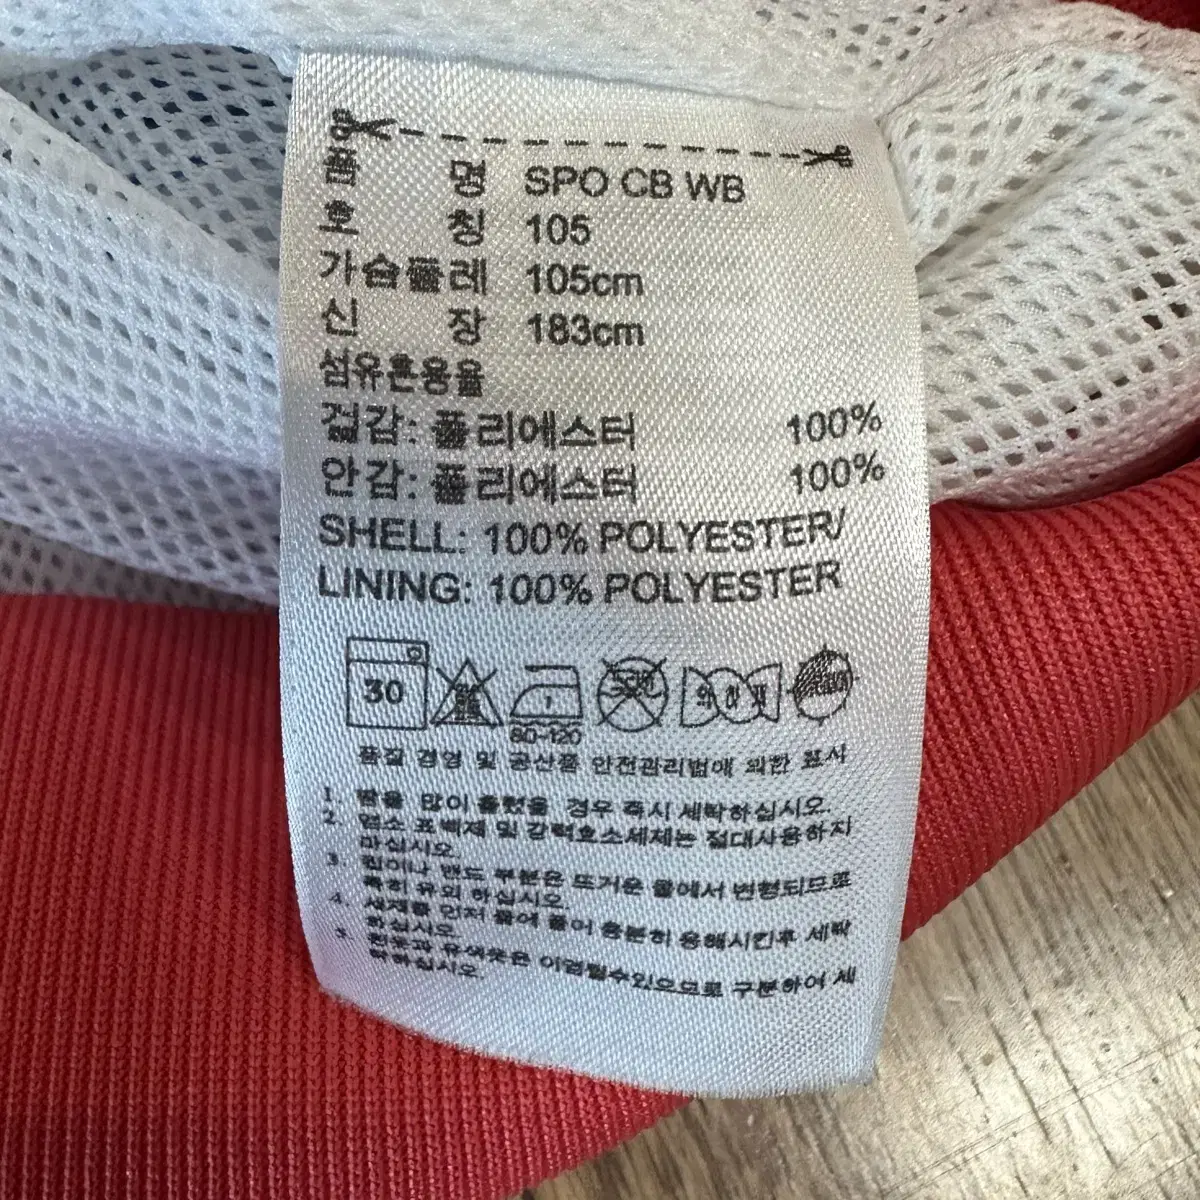 품 명 SPO CB WB
호 칭 105
가슴둘레 105cm
신 장 183cm
섬유혼용율
겉감: 폴리에스터 100%
안감: 폴리에스터 100%
SHELL: 100% POLYESTER/
LINING: 100% POLYESTER
30
80~120
품질 경영 및 공산품 안전관리법에 의한 표시
1. 땀을 많이 흘렸을 경우 즉시 세탁하십시오.
2. 염소 표백제 및 강력효소세제는 절대사용하지
마십시오.
3. 킨이나 밴드 부분은 뜨거운 물에서 변형되므로
특히 유의 하십시오.
4. 세제를 먼저 물에 풀어 충분히 용해시킨후 세탁
하십시오.
5. 흰옷과 유색옷은 이염될수있으므로 구분하여 세
탁하십시오.